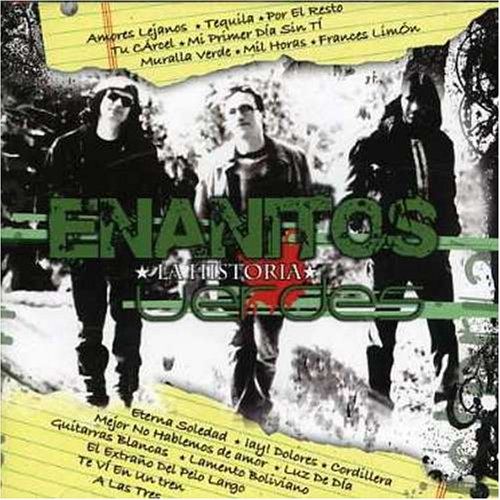 Amores Lejanos • Tequila • Por El Resto
Tu CÁrcel • Mi Primer Día Sin Tí
Muralla Verde • Mil Horas • Frances Limón
ENANITOS
★LA HISTORIA★
Verdes
Eterna Soledad • ¡ay! Dolores • Cordillera
Mejor No Hablemos de amor • Luz De Día
Guitarras Blancas • Lamento Boliviano
El Extraño Del Pelo Largo
Te Ví En Un tren
A Las Tres